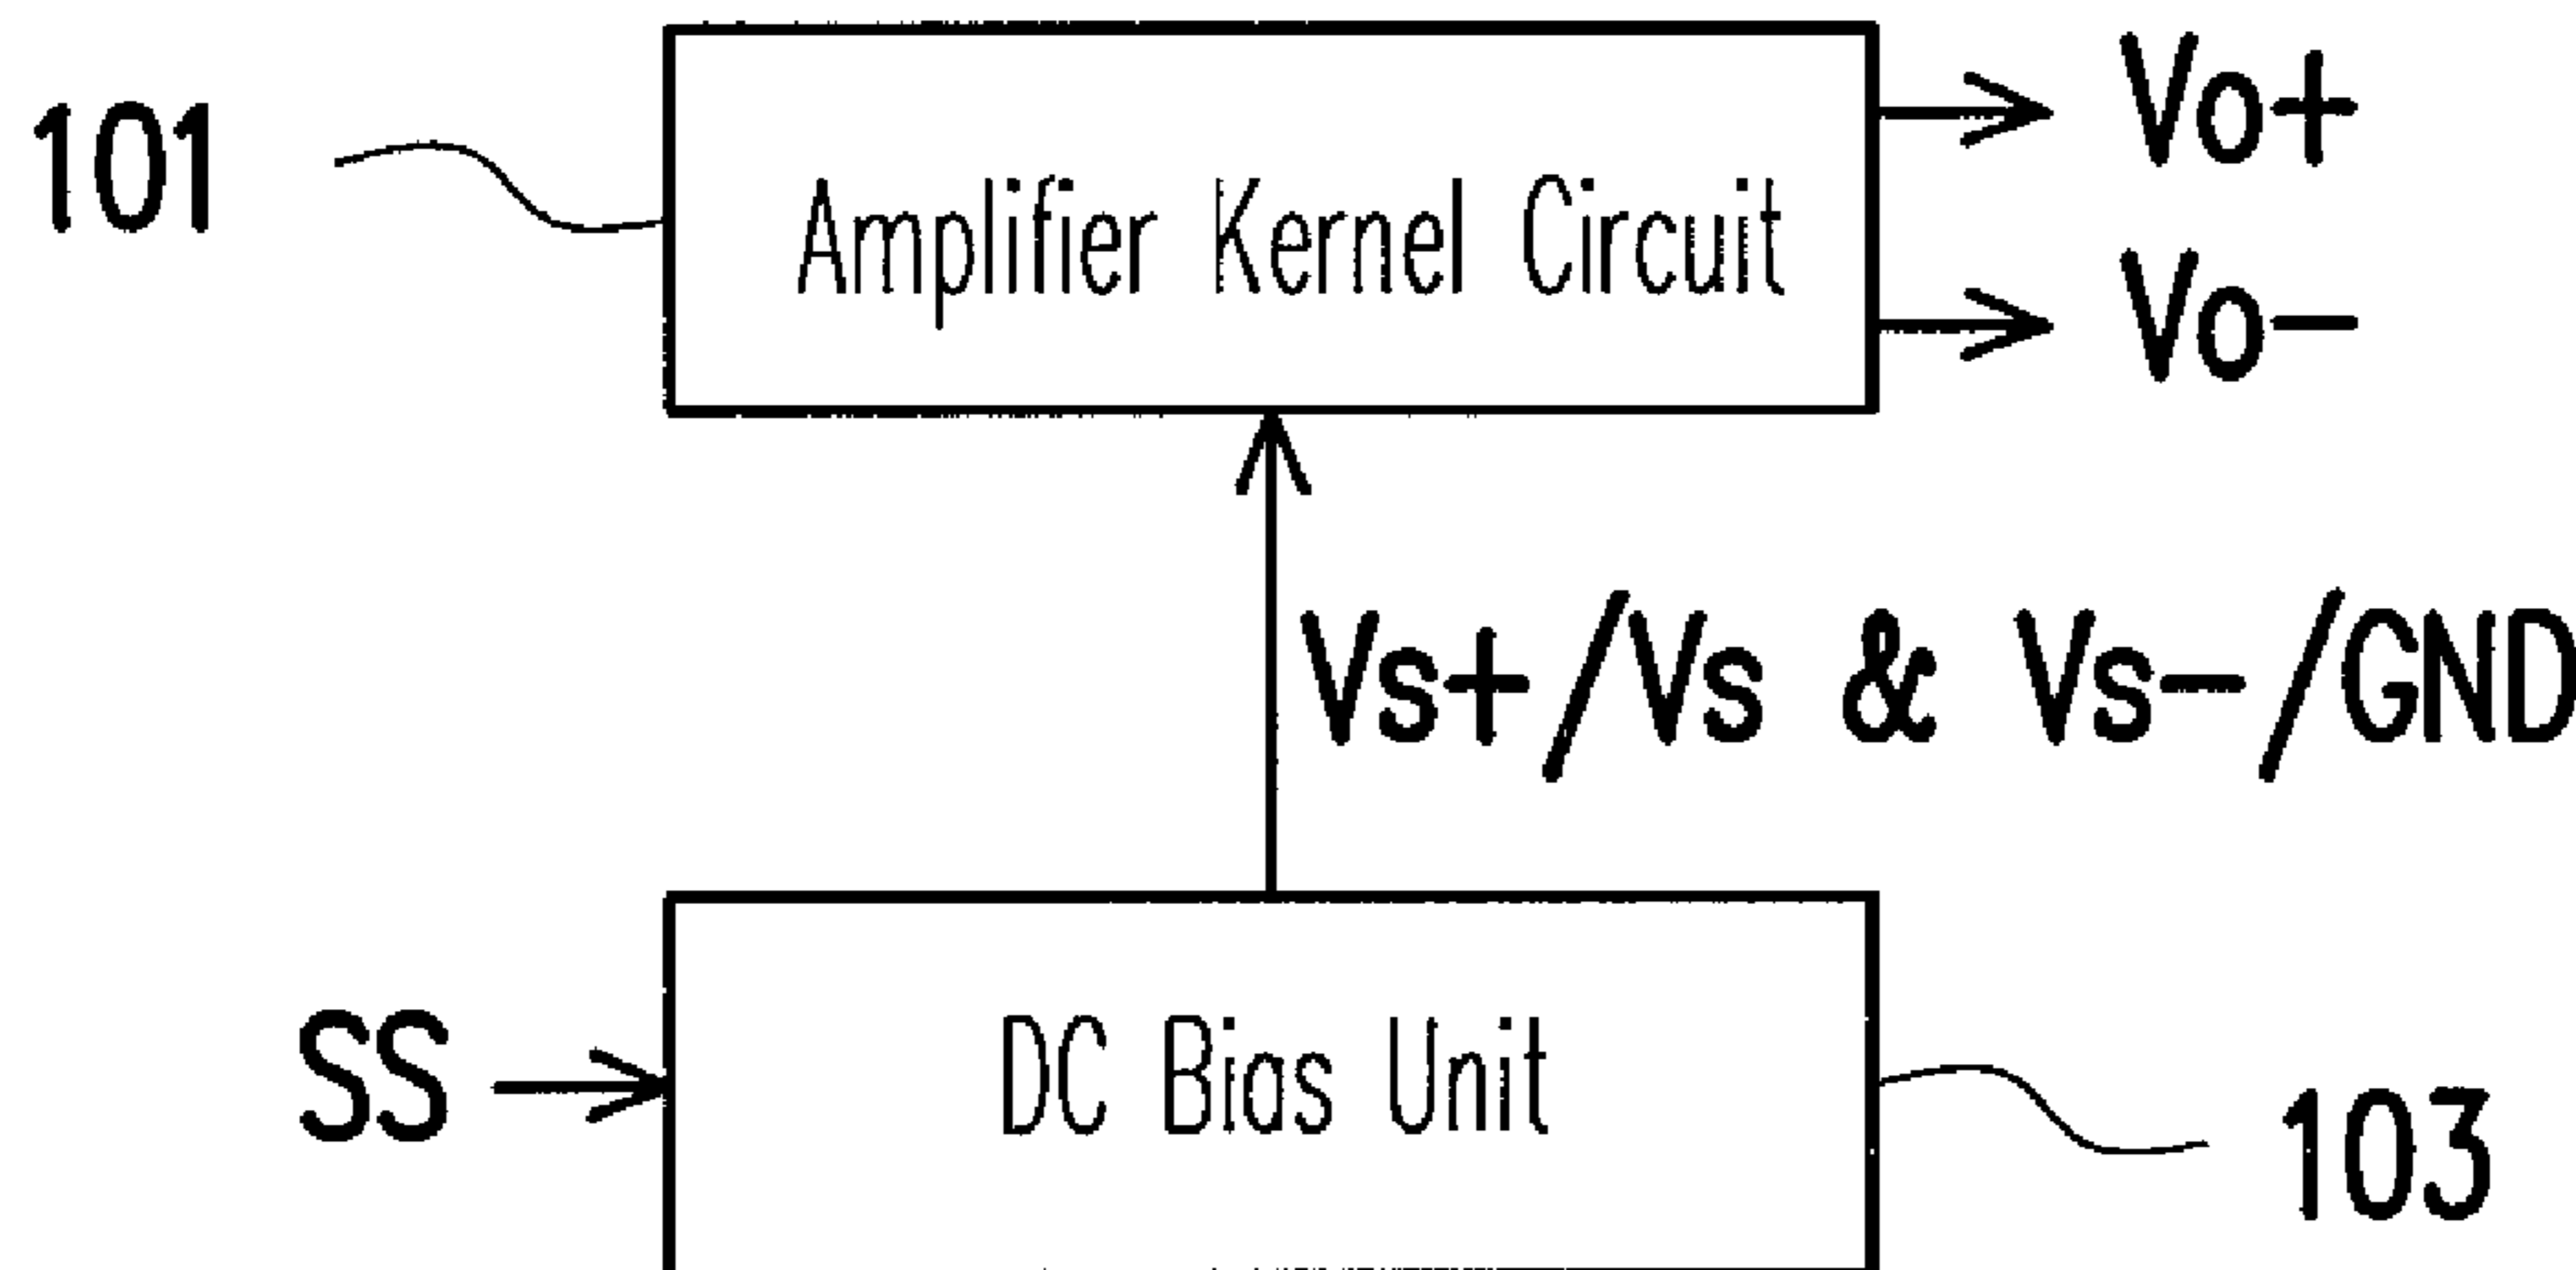 Vo+
101
Amplifier Kernel Circuit
Vo-
Vs+/Vs & Vs-/GND
SS
DC Bias Unit
103